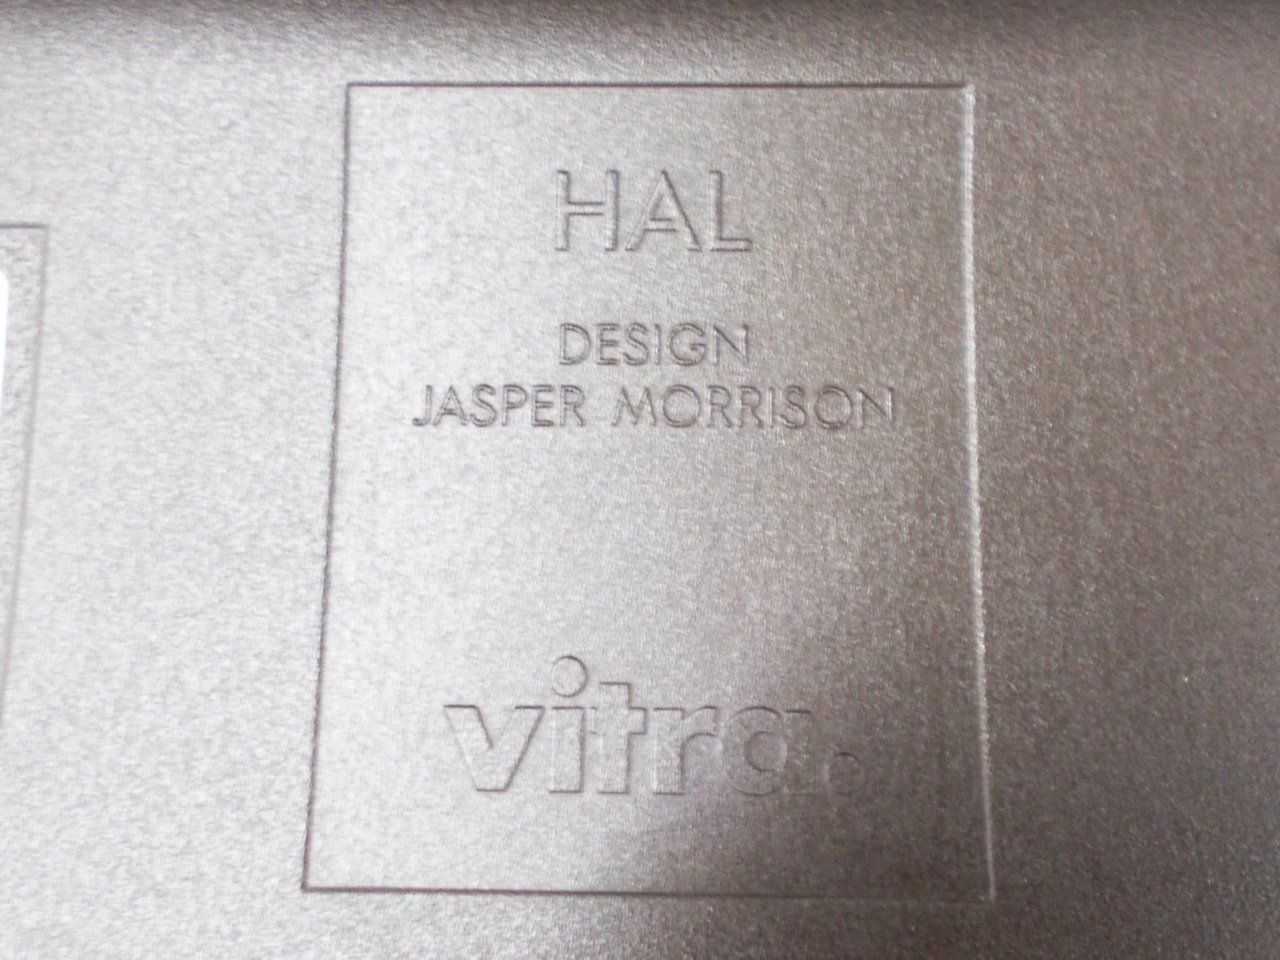 HAL
DESIGN
JASPER MORRISON
vitra.